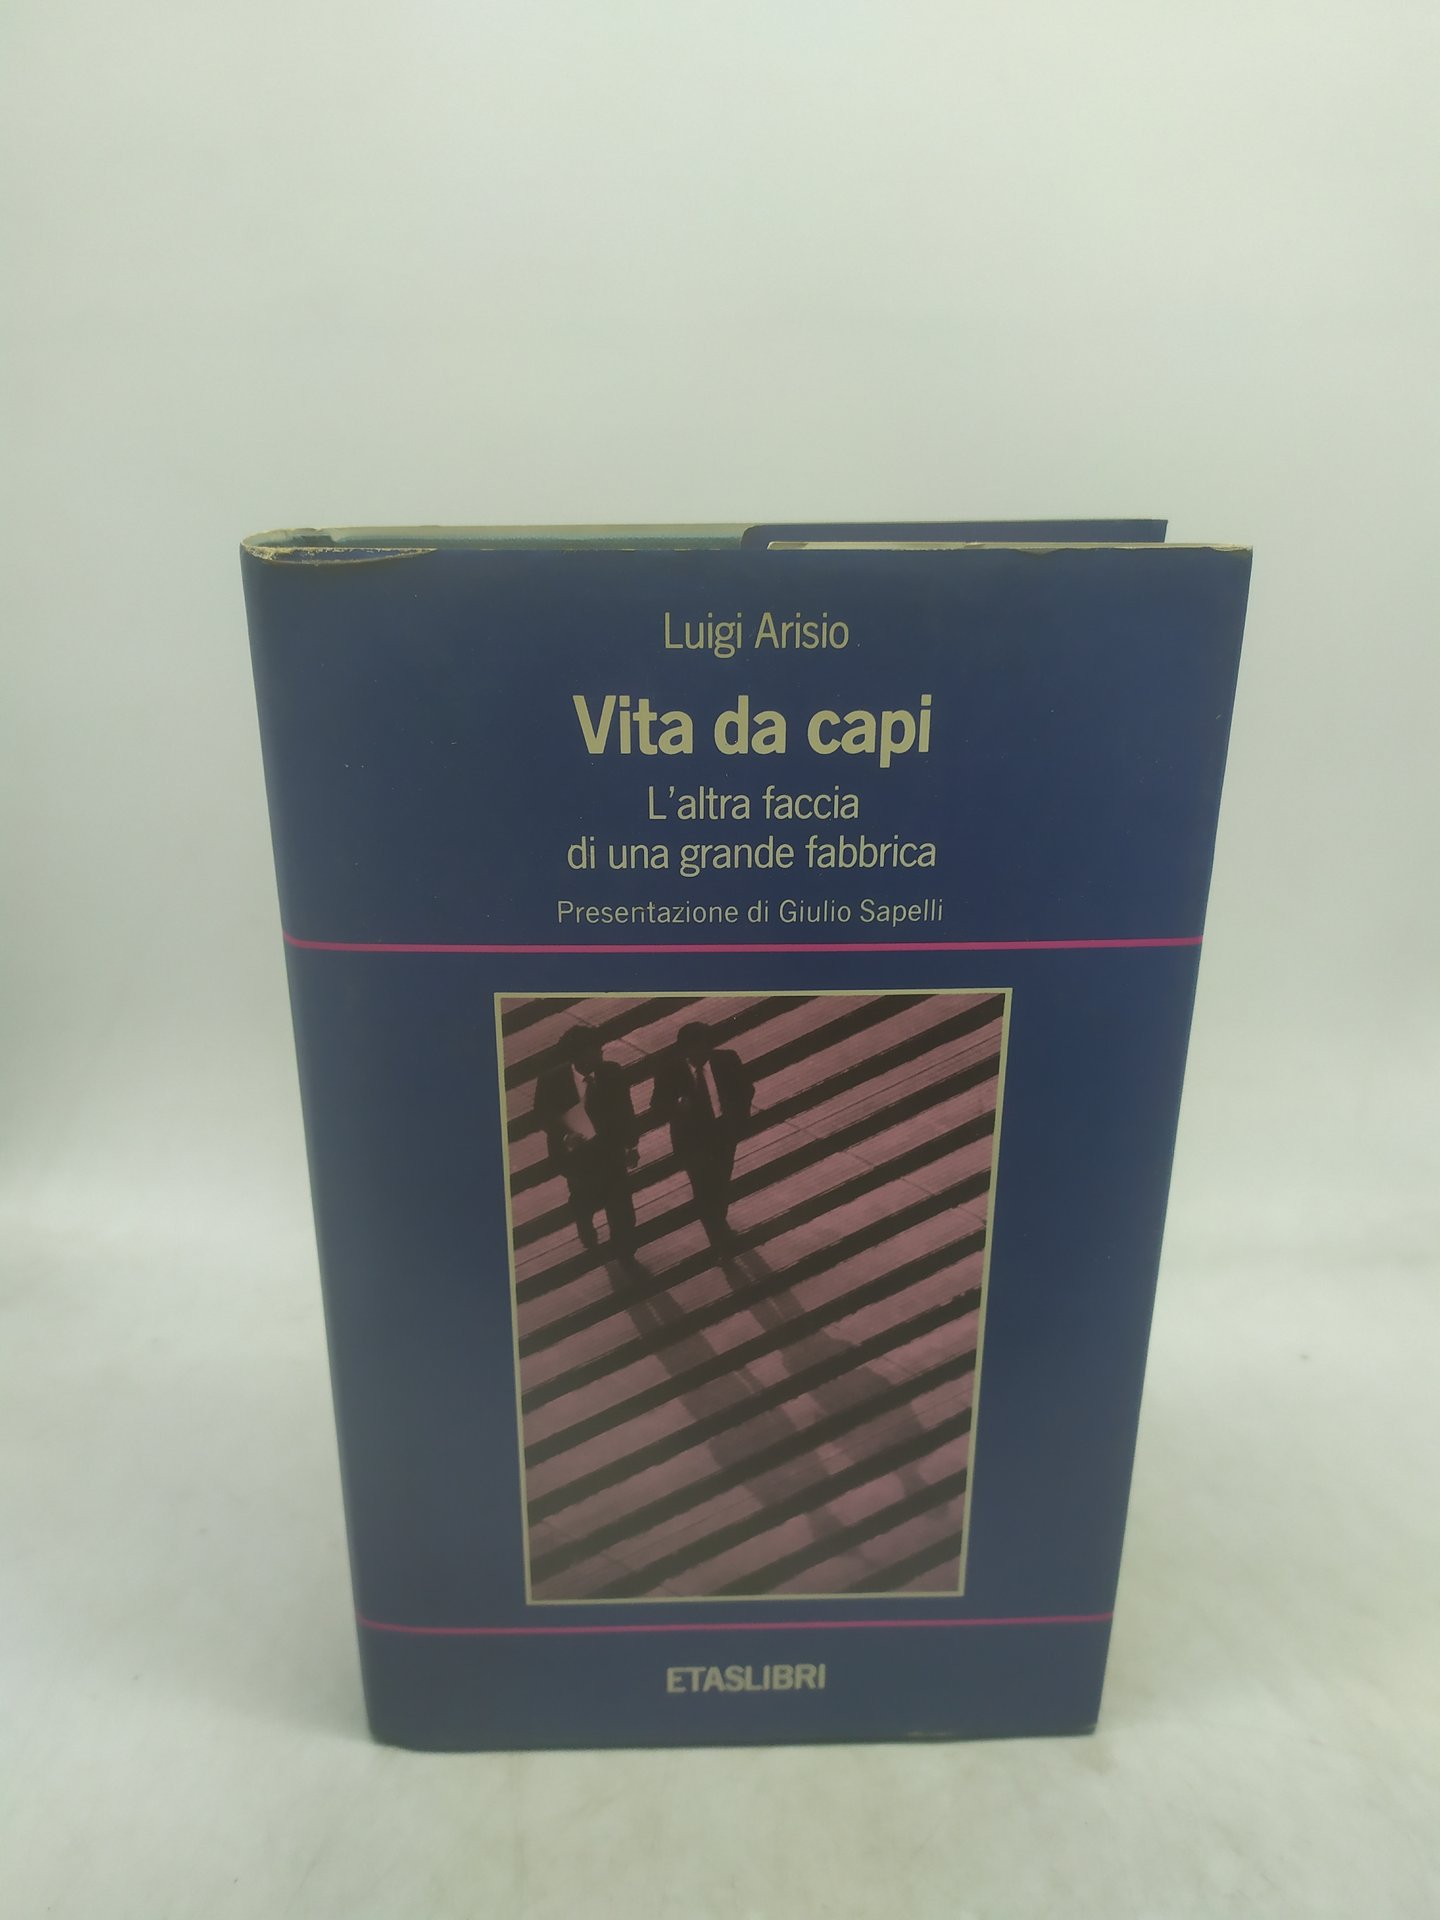 Luigi Arisio
Vita da capi
L'altra faccia
di una grande fabbrica
Presentazione di Giulio Sapelli
ETASLIBRI